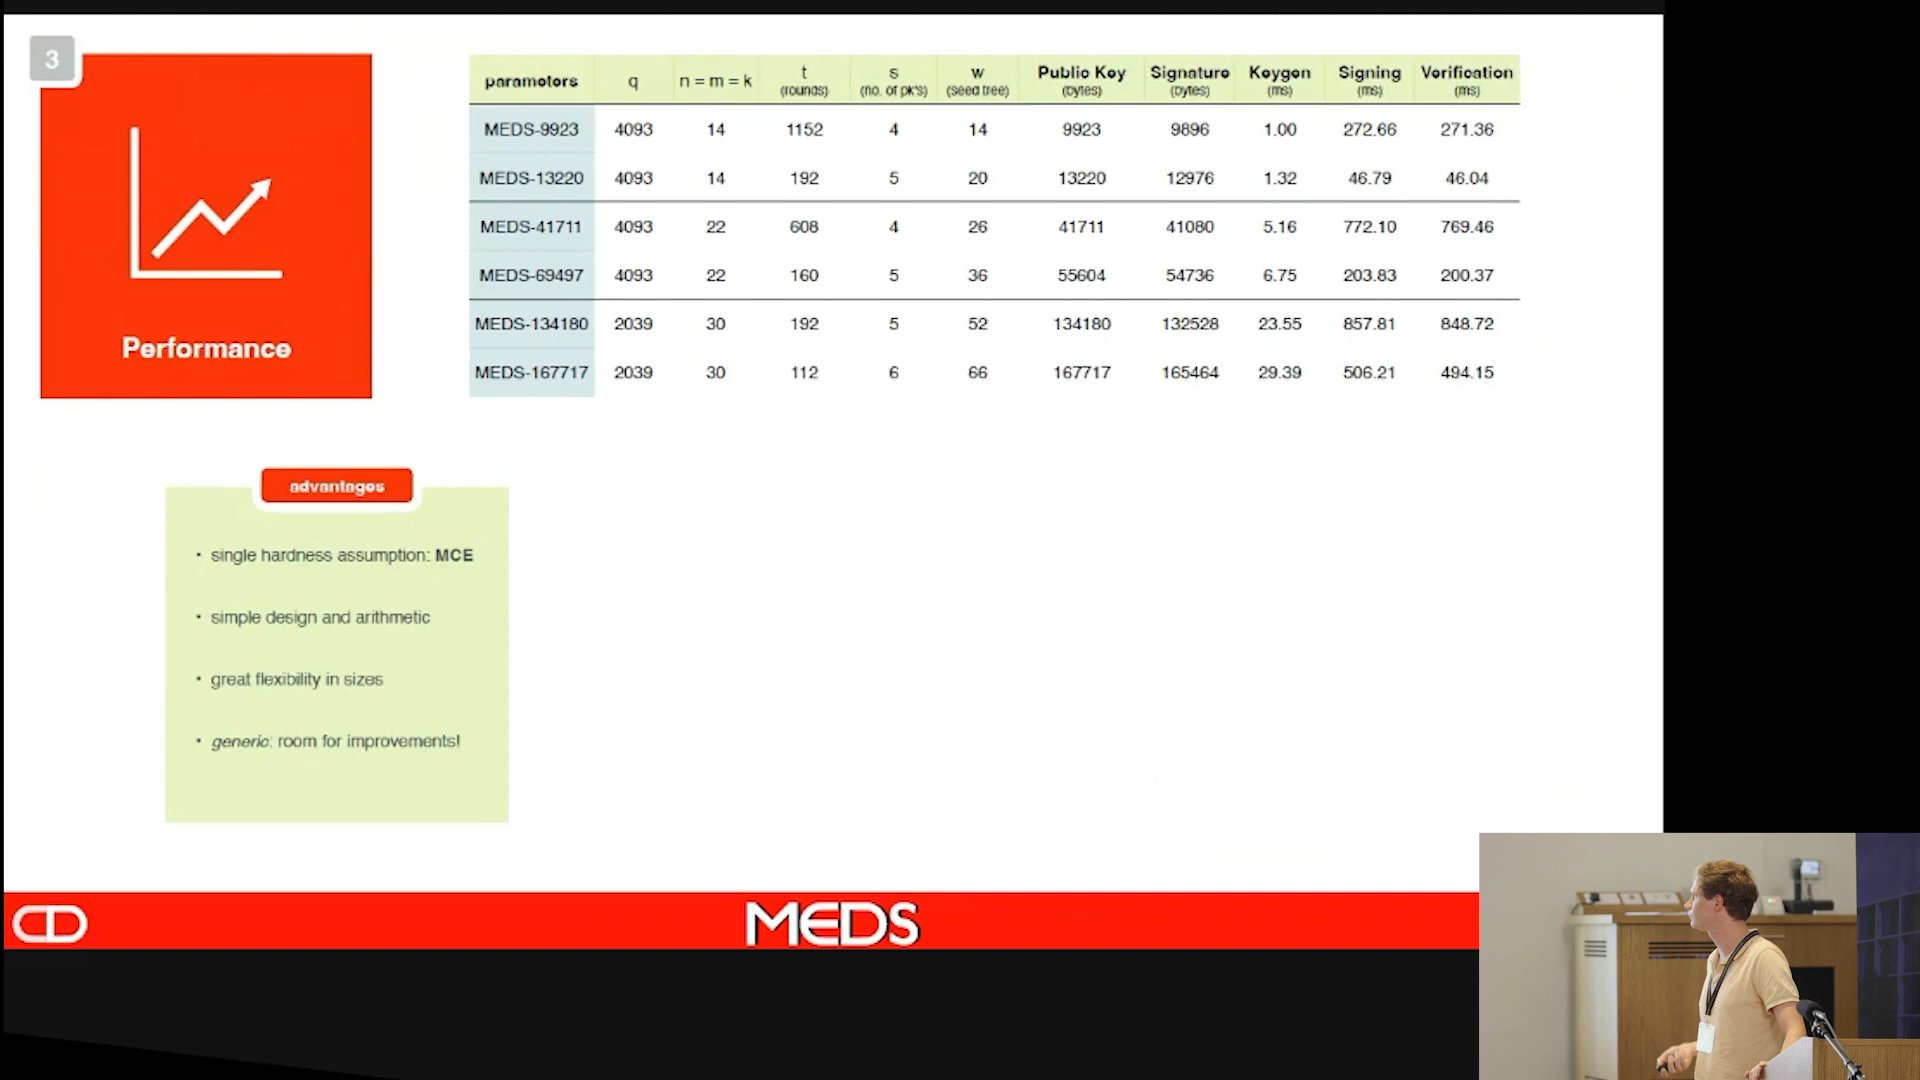 3
Performance
parameters q n = m = k t (rounds) s (no. of pk's) w (seed tree) Public Key (bytes) Signature (bytes) Keygen (ms) Signing (ms) Verification (ms)
MEDS-9923 4093 14 1152 4 14 9923 9896 1.00 272.66 271.36
MEDS-13220 4093 14 192 5 20 13220 12976 1.32 46.79 46.04
MEDS-41711 4093 22 608 4 26 41711 41080 5.16 772.10 769.46
MEDS-69497 4093 22 160 5 36 55604 54736 6.75 203.83 200.37
MEDS-134180 2039 30 192 5 52 134180 132528 23.55 857.81 848.72
MEDS-167717 2039 30 112 6 66 167717 165464 29.39 506.21 494.15
advantages
• single hardness assumption: MCE
• simple design and arithmetic
• great flexibility in sizes
• generic: room for improvements!
MEDS